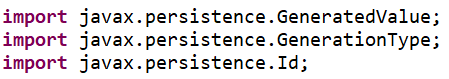 import javax.persistence.GeneratedValue;
import javax.persistence.GenerationType;
import javax.persistence.Id;